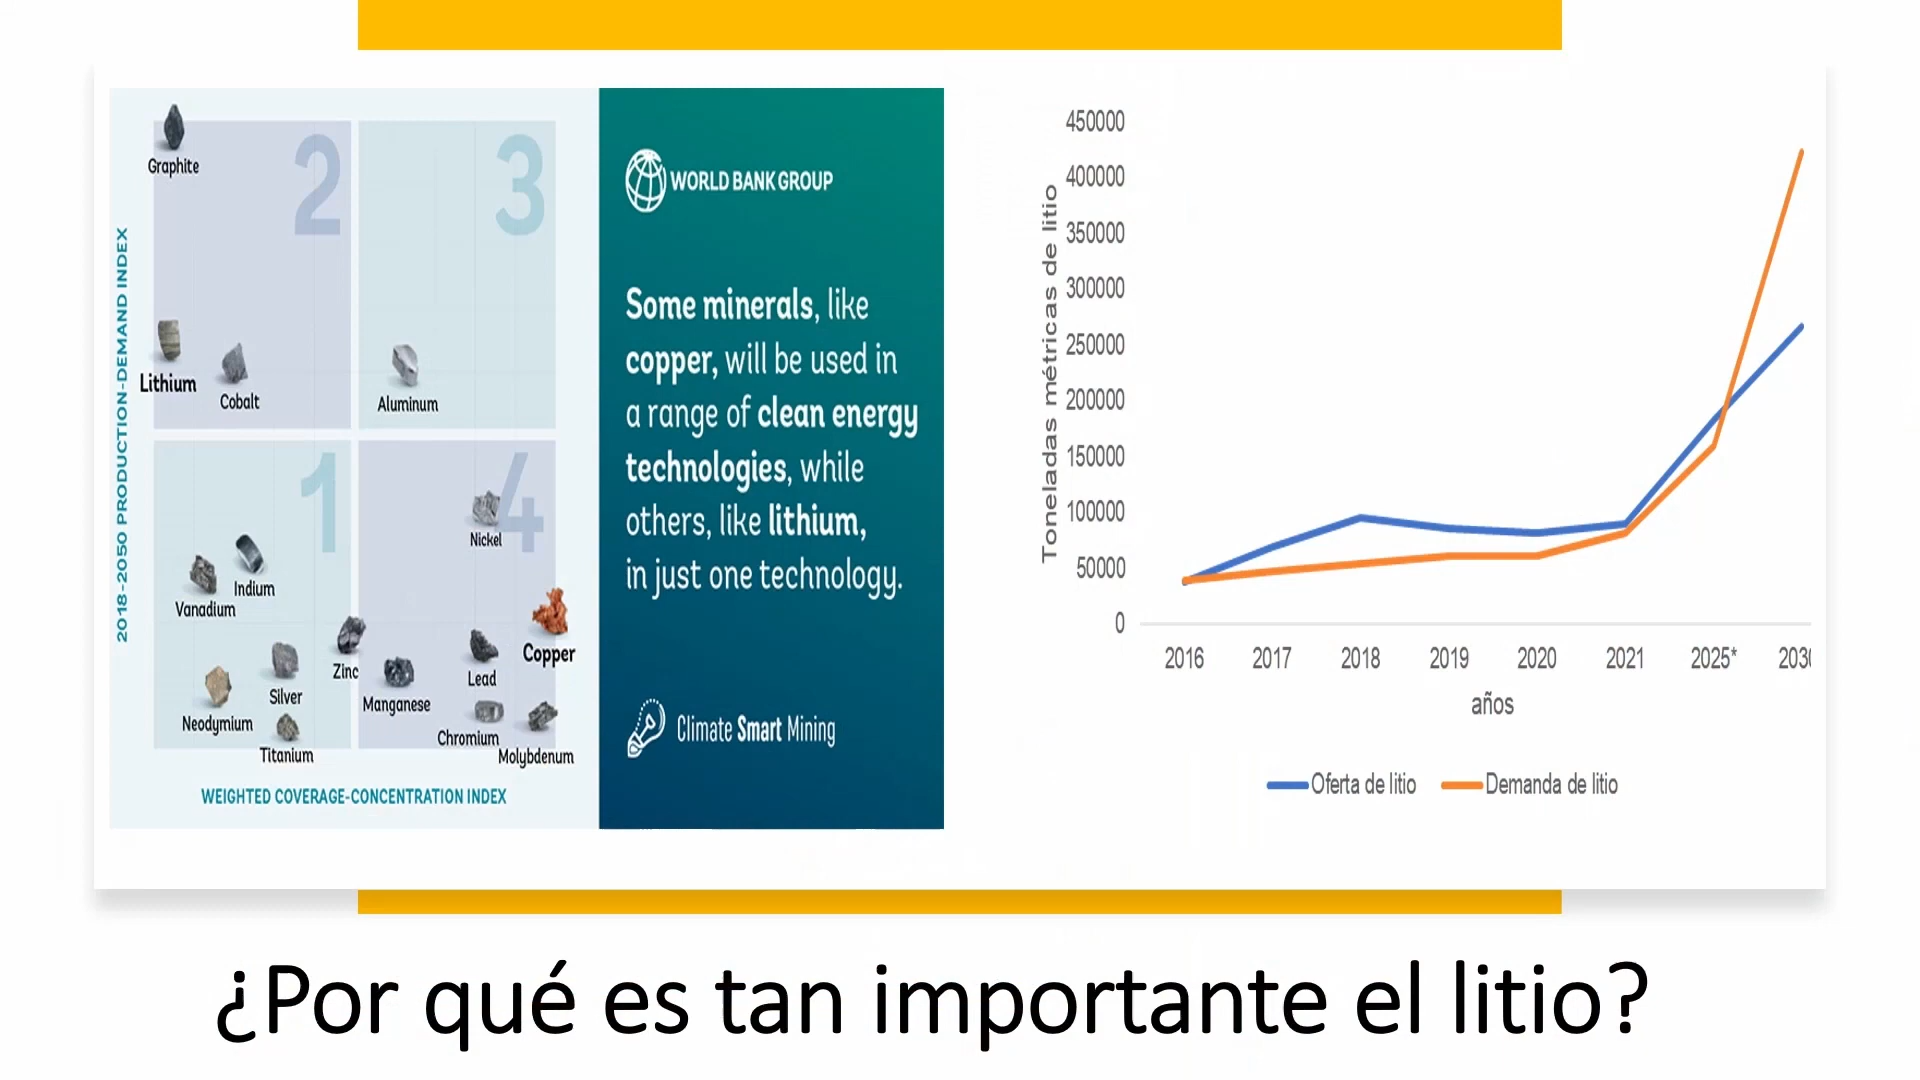 2
3
Graphite
Lithium
Cobalt
Aluminum
1
4
Nickel
Indium
Vanadium
Copper
Zinc
Lead
Silver
Manganese
Neodymium
Chromium
Titanium
Molybdenum
2018-2050 PRODUCTION-DEMAND INDEX
WEIGHTED COVERAGE-CONCENTRATION INDEX
WORLD BANK GROUP
Some minerals, like
copper, will be used in
a range of clean energy
technologies, while
others, like lithium,
in just one technology.
Climate Smart Mining
Toneladas métricas de litio
450000
400000
350000
300000
250000
200000
150000
100000
50000
0
2016 2017 2018 2019 2020 2021 2025* 203
años
Oferta de litio Demanda de litio
¿Por qué es tan importante el litio?